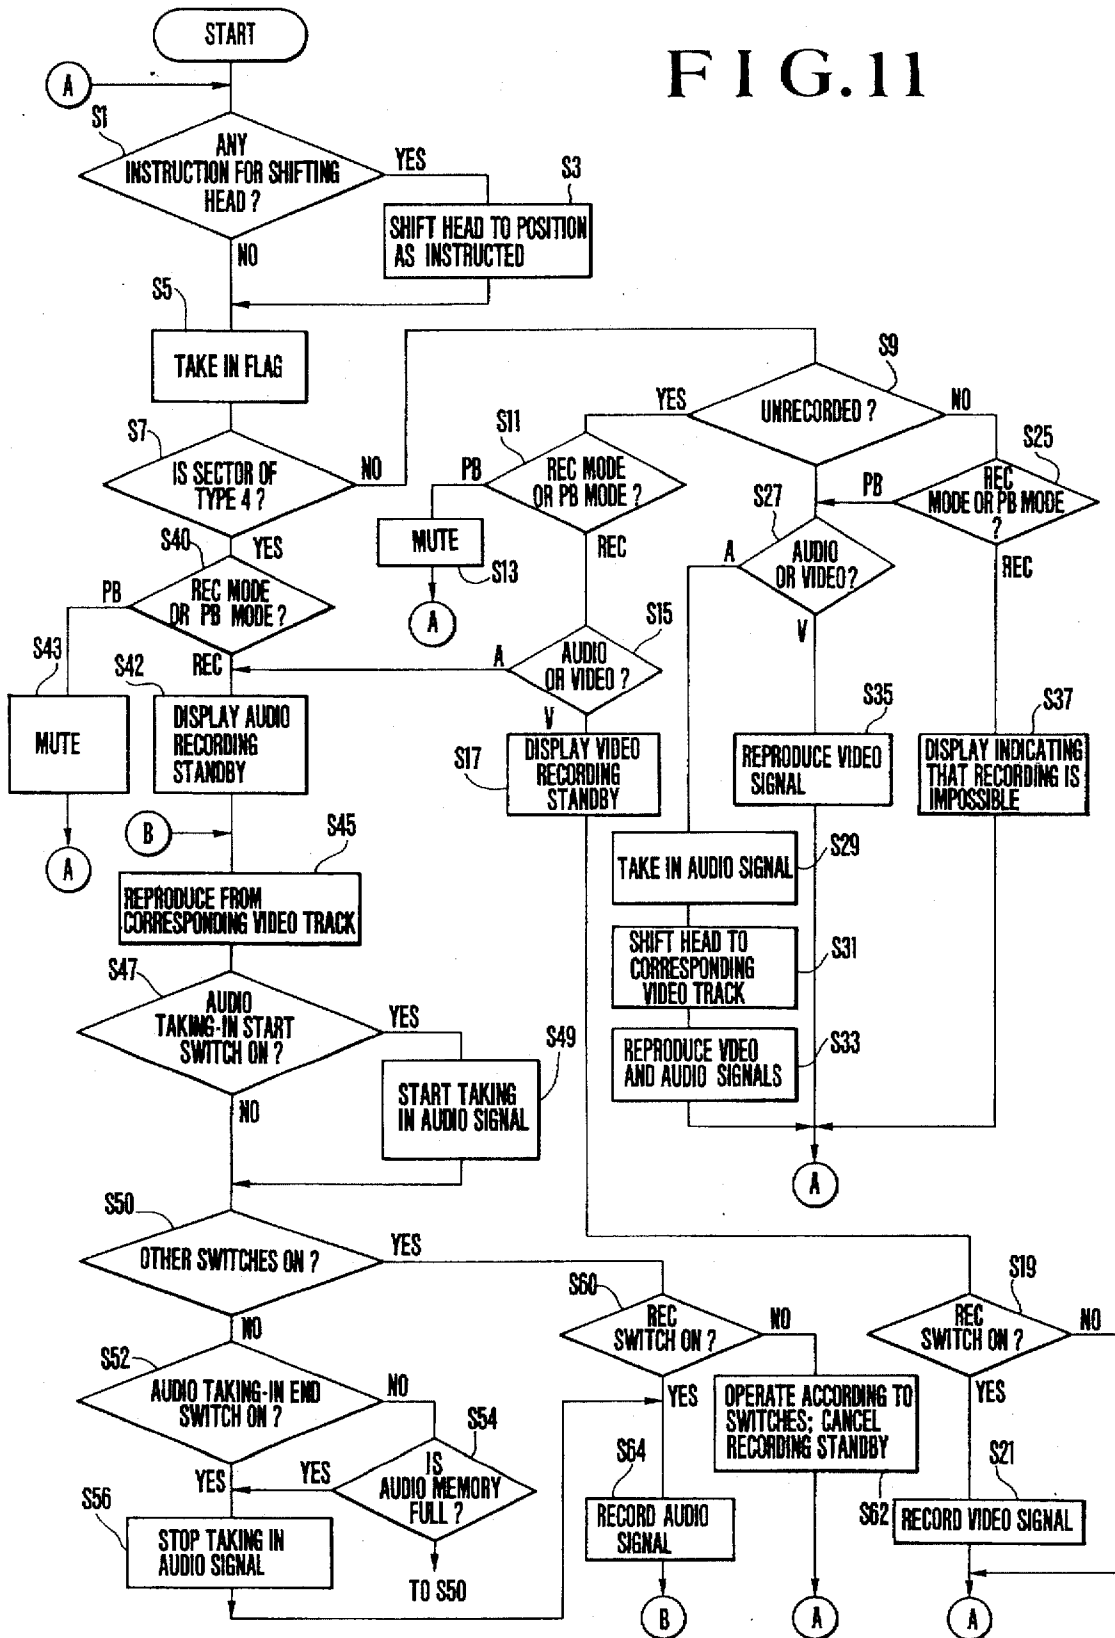 FIG.11
START
A
S1
ANY
INSTRUCTION FOR SHIFTING
HEAD ?
YES
S3
SHIFT HEAD TO POSITION
AS INSTRUCTED
NO
S5
TAKE IN FLAG
S7
IS SECTOR OF
TYPE 4 ?
NO
YES
S9
UNRECORDED ?
YES
NO
S11
REC MODE
OR PB MODE ?
PB
REC
MUTE
S13
A
S25
REC
MODE OR PB MODE
?
PB
REC
S27
AUDIO
OR VIDEO ?
A
V
S15
AUDIO
OR VIDEO ?
A
V
S40
REC MODE
OR PB MODE ?
PB
REC
S43
MUTE
A
S42
DISPLAY AUDIO
RECORDING
STANDBY
S17
DISPLAY VIDEO
RECORDING
STANDBY
S35
REPRODUCE VIDEO
SIGNAL
S37
DISPLAY INDICATING
THAT RECORDING IS
IMPOSSIBLE
B
S45
REPRODUCE FROM
CORRESPONDING VIDEO TRACK
S29
TAKE IN AUDIO SIGNAL
S31
SHIFT HEAD TO
CORRESPONDING
VIDEO TRACK
S33
REPRODUCE VDEO
AND AUDIO SIGNALS
A
S47
AUDIO
TAKING-IN START
SWITCH ON ?
YES
NO
S49
START TAKING
IN AUDIO SIGNAL
S50
OTHER SWITCHES ON ?
YES
NO
S52
AUDIO TAKING-IN END
SWITCH ON ?
NO
YES
S54
IS
AUDIO MEMORY
FULL ?
YES
TO S50
S56
STOP TAKING IN
AUDIO SIGNAL
S60
REC
SWITCH ON ?
NO
YES
OPERATE ACCORDING TO
SWITCHES; CANCEL
RECORDING STANDBY
S62
A
S64
RECORD AUDIO
SIGNAL
B
S19
REC
SWITCH ON ?
NO
YES
S21
RECORD VIDEO SIGNAL
A